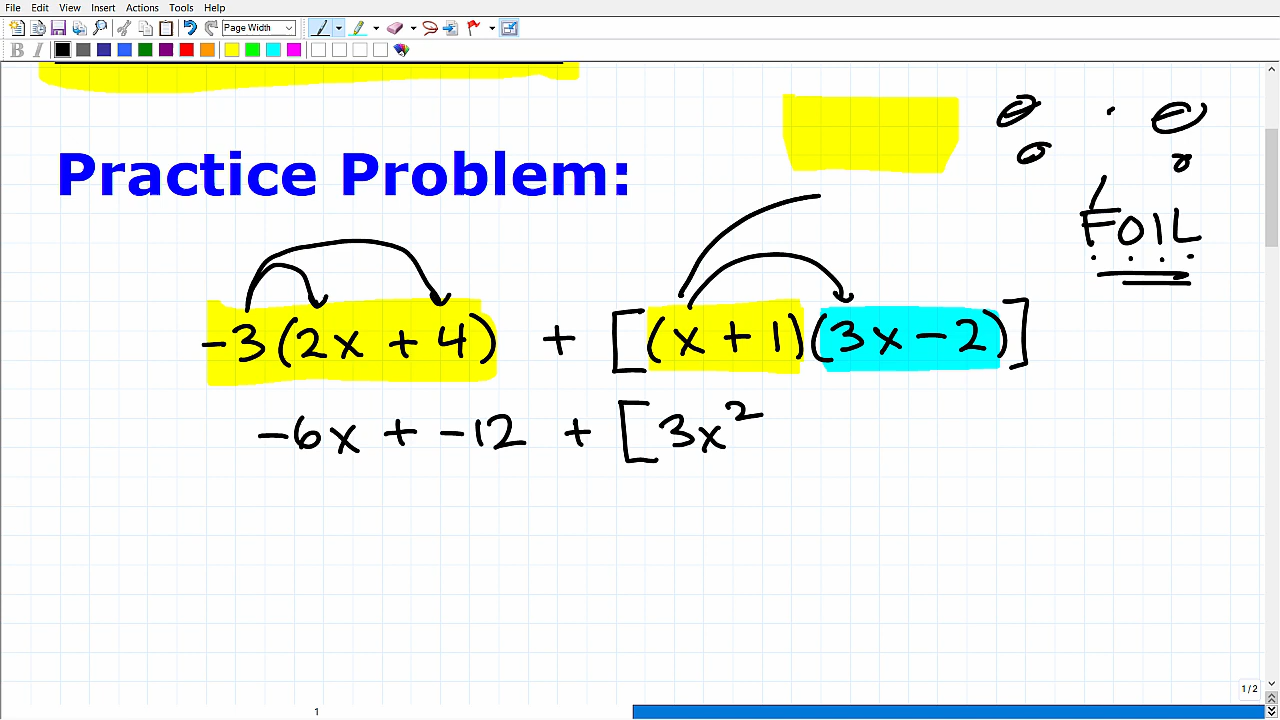 File Edit View Insert Actions Tools Help
Page Width
B I
Practice Problem:
FOIL
-3(2x + 4) + [(x + 1)(3x - 2)]
-6x + -12 + [3x²
1/2
1